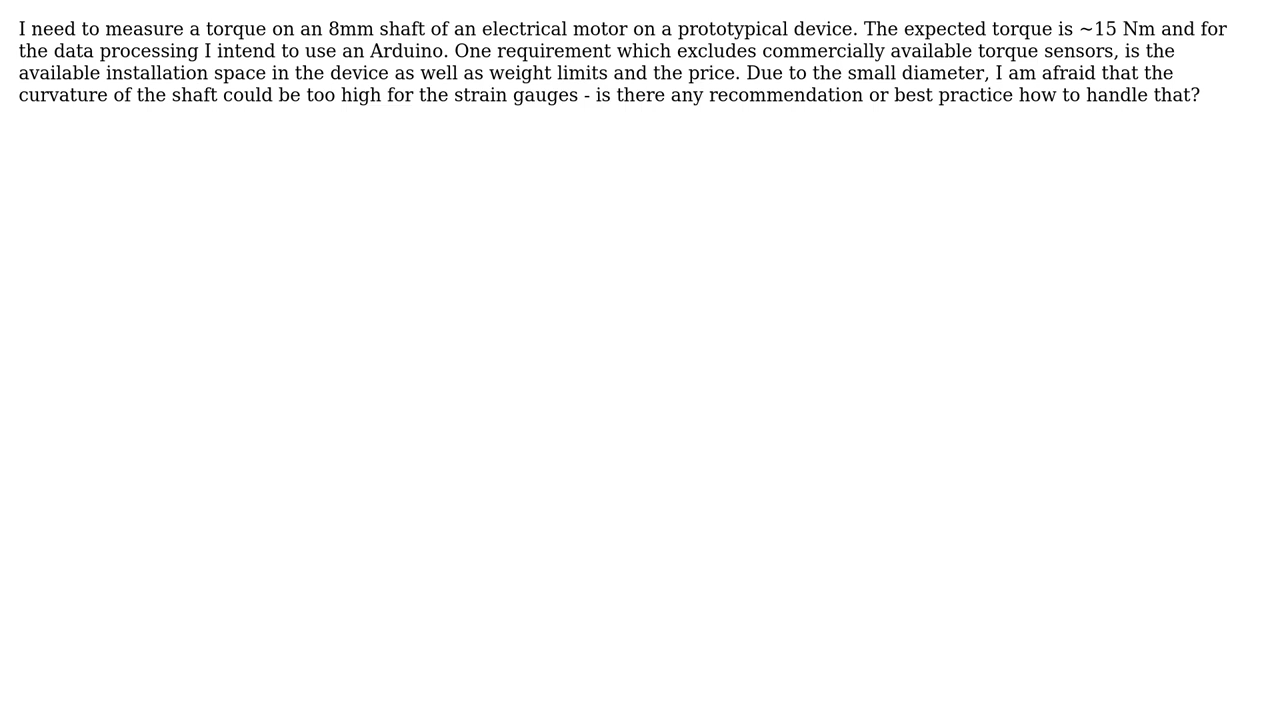 I need to measure a torque on an 8mm shaft of an electrical motor on a prototypical device. The expected torque is ~15 Nm and for
the data processing I intend to use an Arduino. One requirement which excludes commercially available torque sensors, is the
available installation space in the device as well as weight limits and the price. Due to the small diameter, I am afraid that the
curvature of the shaft could be too high for the strain gauges - is there any recommendation or best practice how to handle that?